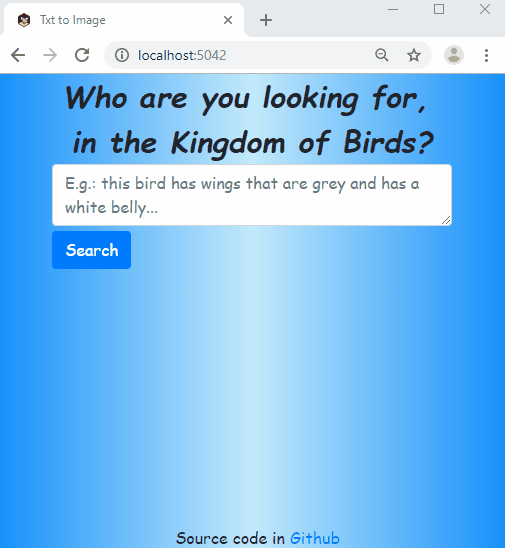 Txt to Image
localhost:5042
Who are you looking for,
in the Kingdom of Birds?
E.g.: this bird has wings that are grey and has a
white belly...
Search
Source code in Github